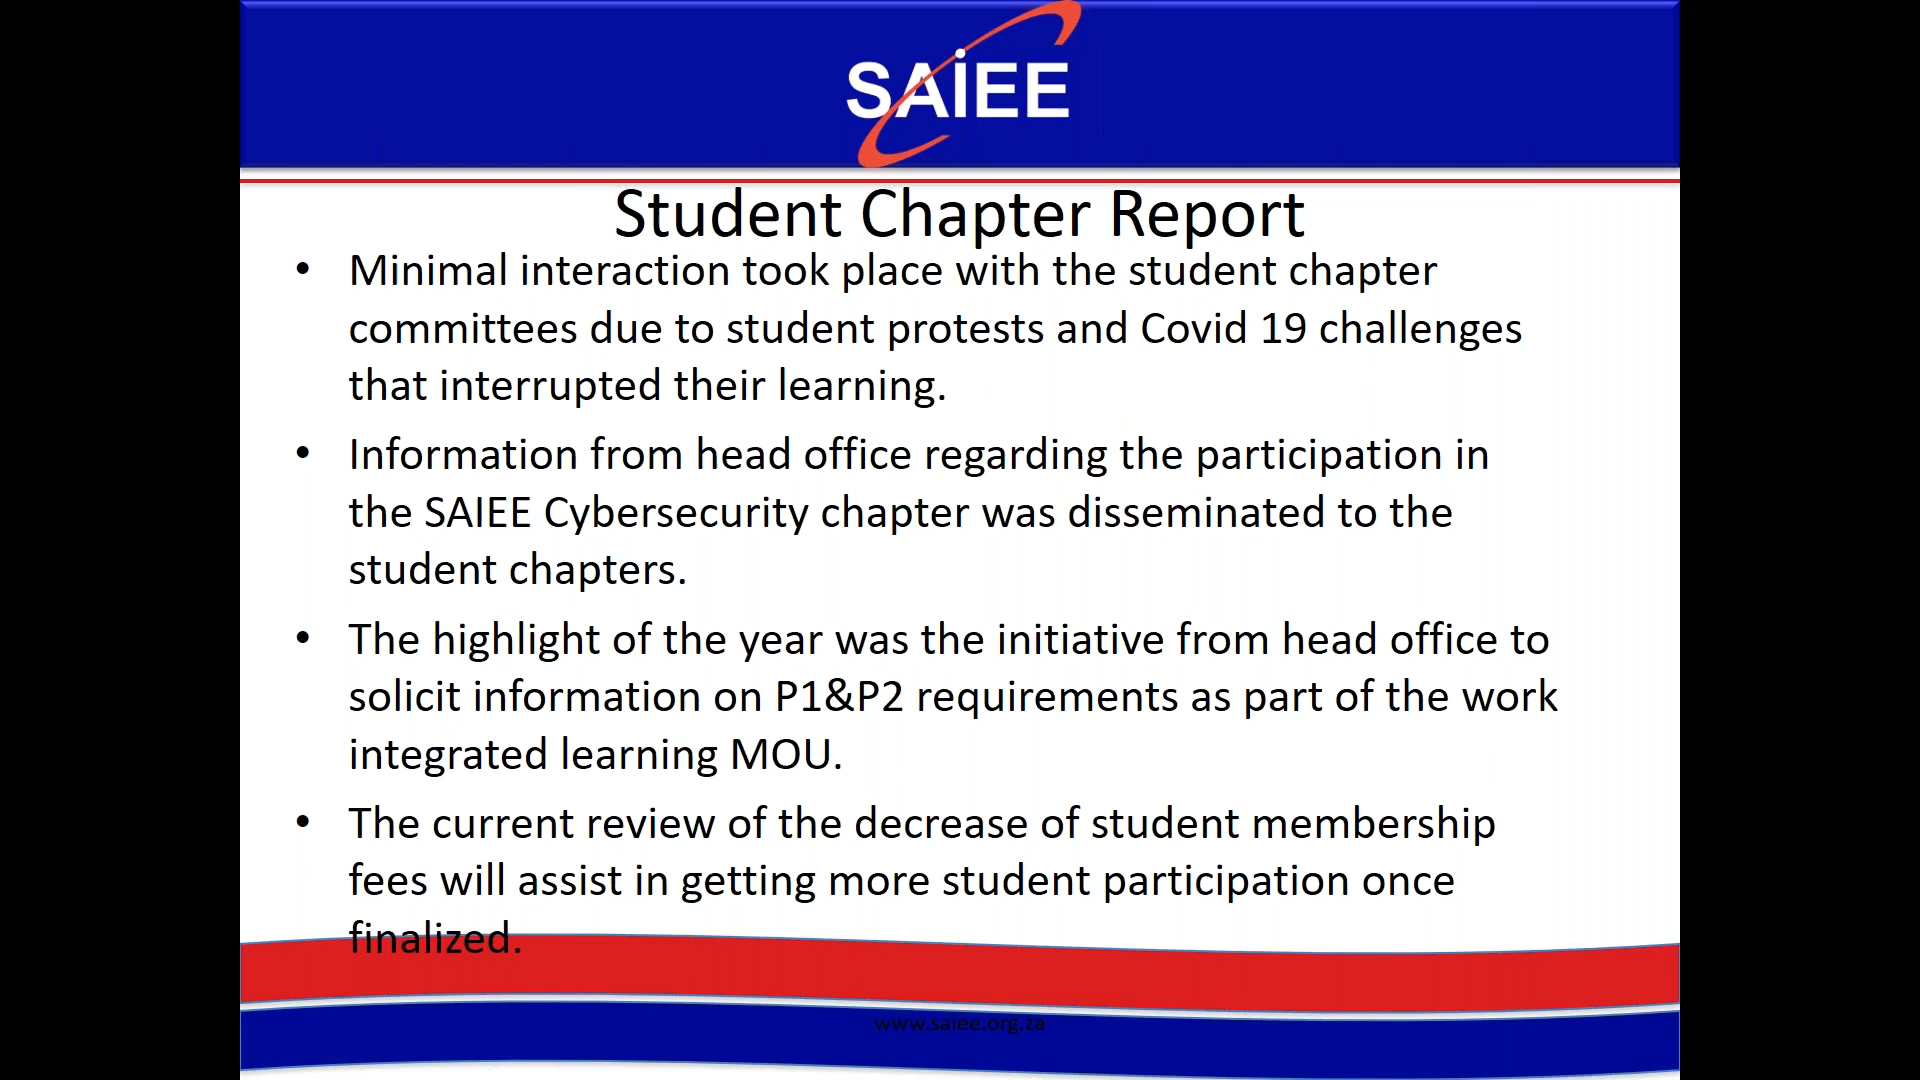 SAiEE
Student Chapter Report
• Minimal interaction took place with the student chapter
committees due to student protests and Covid 19 challenges
that interrupted their learning.
• Information from head office regarding the participation in
the SAIEE Cybersecurity chapter was disseminated to the
student chapters.
• The highlight of the year was the initiative from head office to
solicit information on P1&P2 requirements as part of the work
integrated learning MOU.
• The current review of the decrease of student membership
fees will assist in getting more student participation once
finalized.
www.saiee.org.za